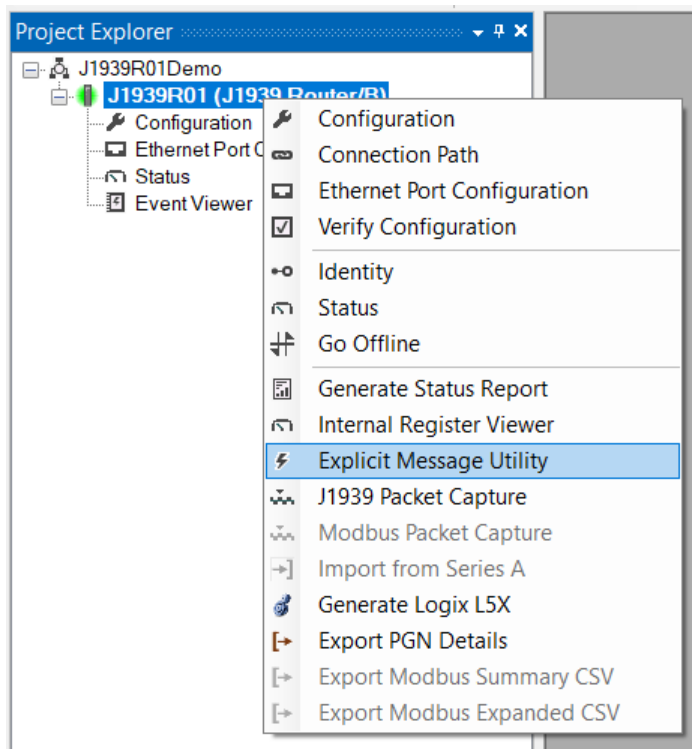 Project Explorer
J1939R01Demo
J1939R01 (J1939 Router/B)
Configuration
Ethernet Port
Status
Event Viewer
Configuration
Connection Path
Ethernet Port Configuration
Verify Configuration
Identity
Status
Go Offline
Generate Status Report
Internal Register Viewer
Explicit Message Utility
J1939 Packet Capture
Modbus Packet Capture
Import from Series A
Generate Logix L5X
Export PGN Details
Export Modbus Summary CSV
Export Modbus Expanded CSV